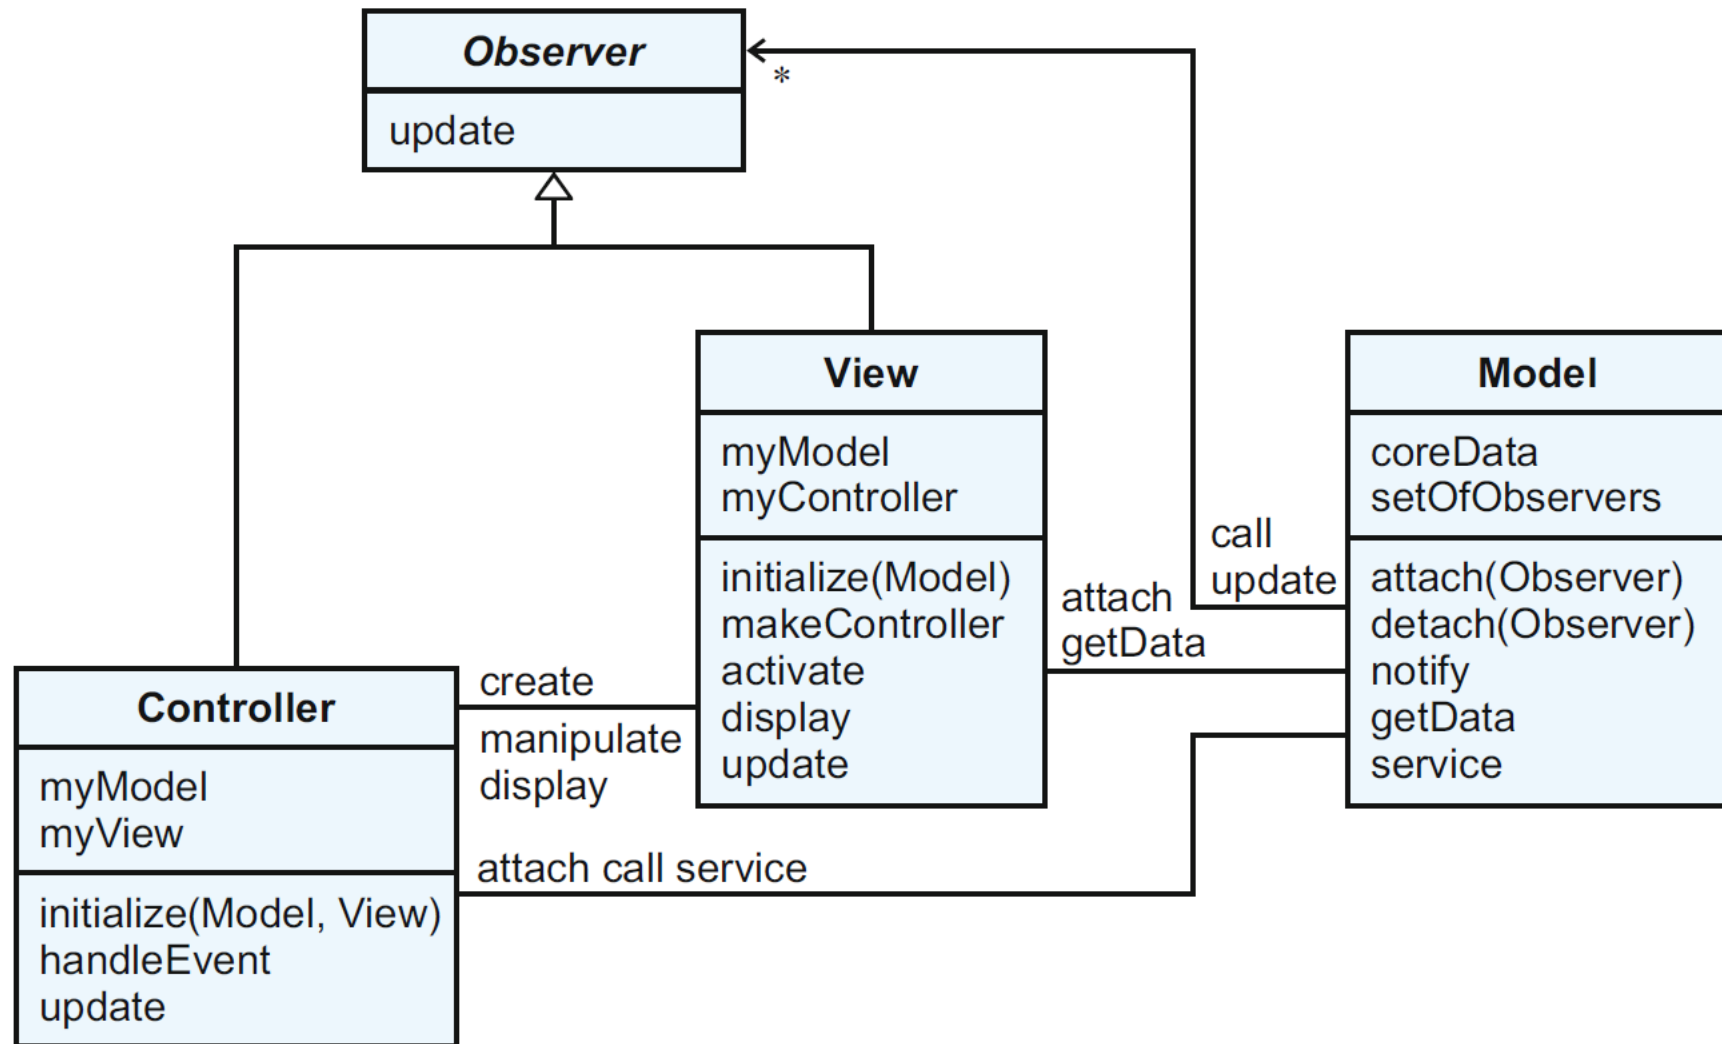 Observer
*
update
View
myModel
myController
initialize(Model)
makeController
activate
display
update
Model
coreData
setOfObservers
attach(Observer)
detach(Observer)
notify
getData
service
call
update
attach
getData
Controller
myModel
myView
initialize(Model, View)
handleEvent
update
create
manipulate
display
attach call service